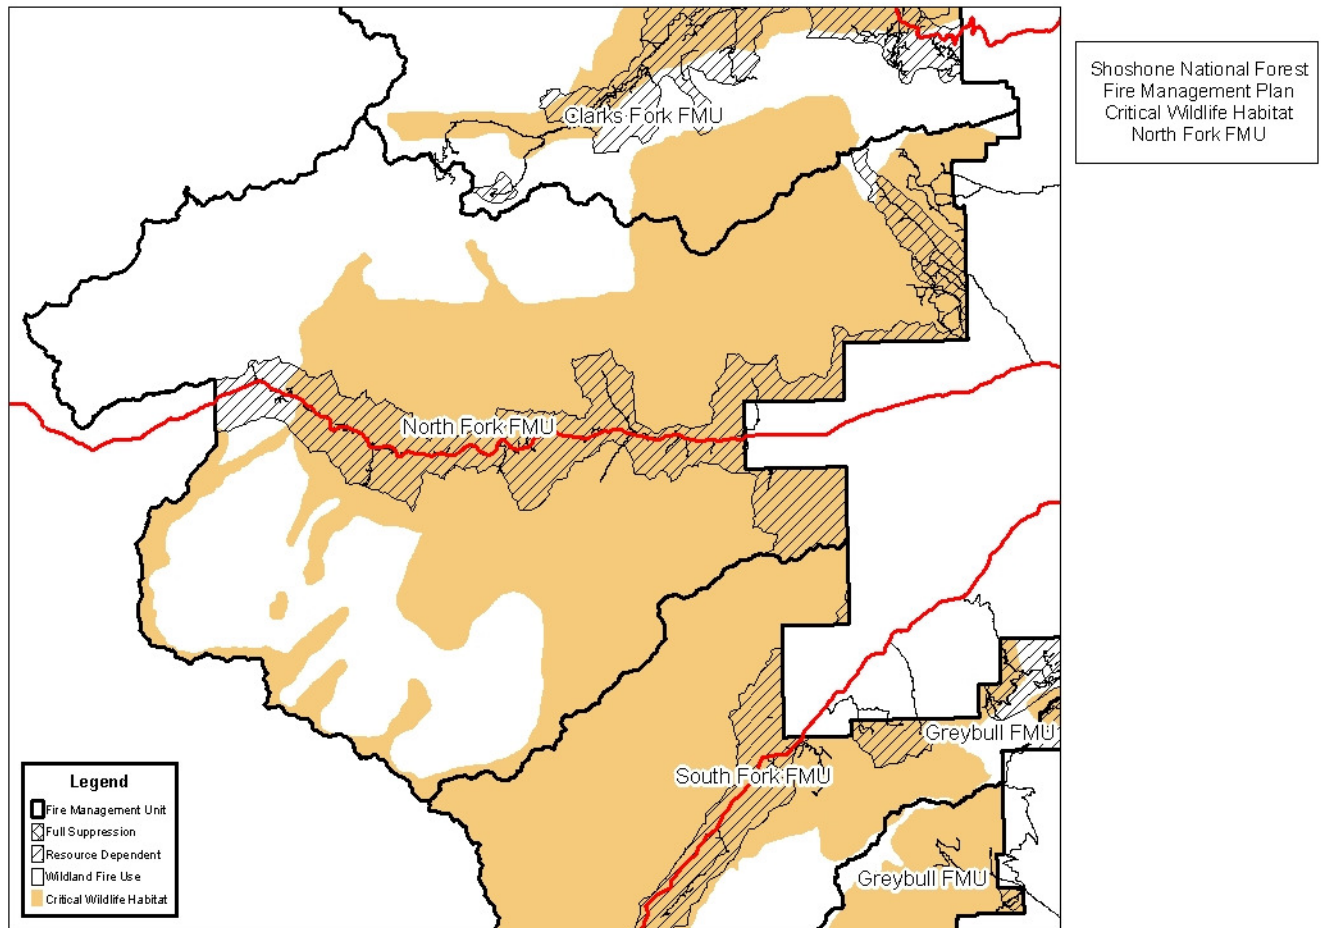 Shoshone National Forest
Fire Management Plan
Critical Wildlife Habitat
North Fork FMU
Clarks Fork FMU
North Fork FMU
Greybull FMU
South Fork FMU
Greybull FMU
Legend
Fire Management Unit
Full Suppression
Resource Dependent
Wildland Fire Use
Critical Wildlife Habitat